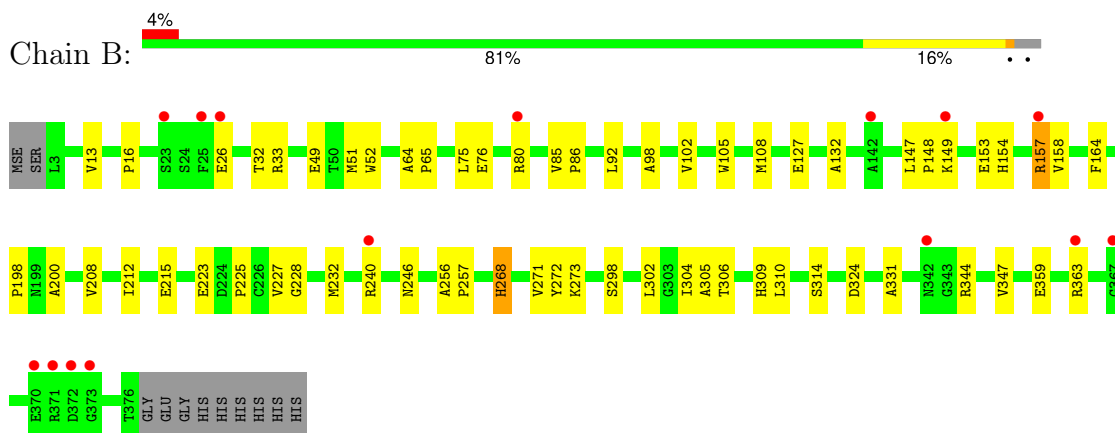 4%
Chain B:
81% 16% • •
MSE SER L3 V13 P16 S23 S24 F25 E26 T32 R33 E49 T50 M51 W52 A64 P65 L75 E76 R80 V85 P86 L92 A98 V102 W105 M108 E127 A132 A142 L147 P148 K149 E153 H154 R157 V158 F164
P198 N199 A200 V208 I212 E215 E223 D224 P225 C226 V227 G228 M232 R240 N246 A256 P257 H268 V271 Y272 K273 S298 L302 G303 I304 A305 T306 H309 L310 S314 D324 A331 N342 G343 R344 V347 E359 R363 G367
E370 R371 D372 G373 T376 GLY GLU GLY HIS HIS HIS HIS HIS HIS